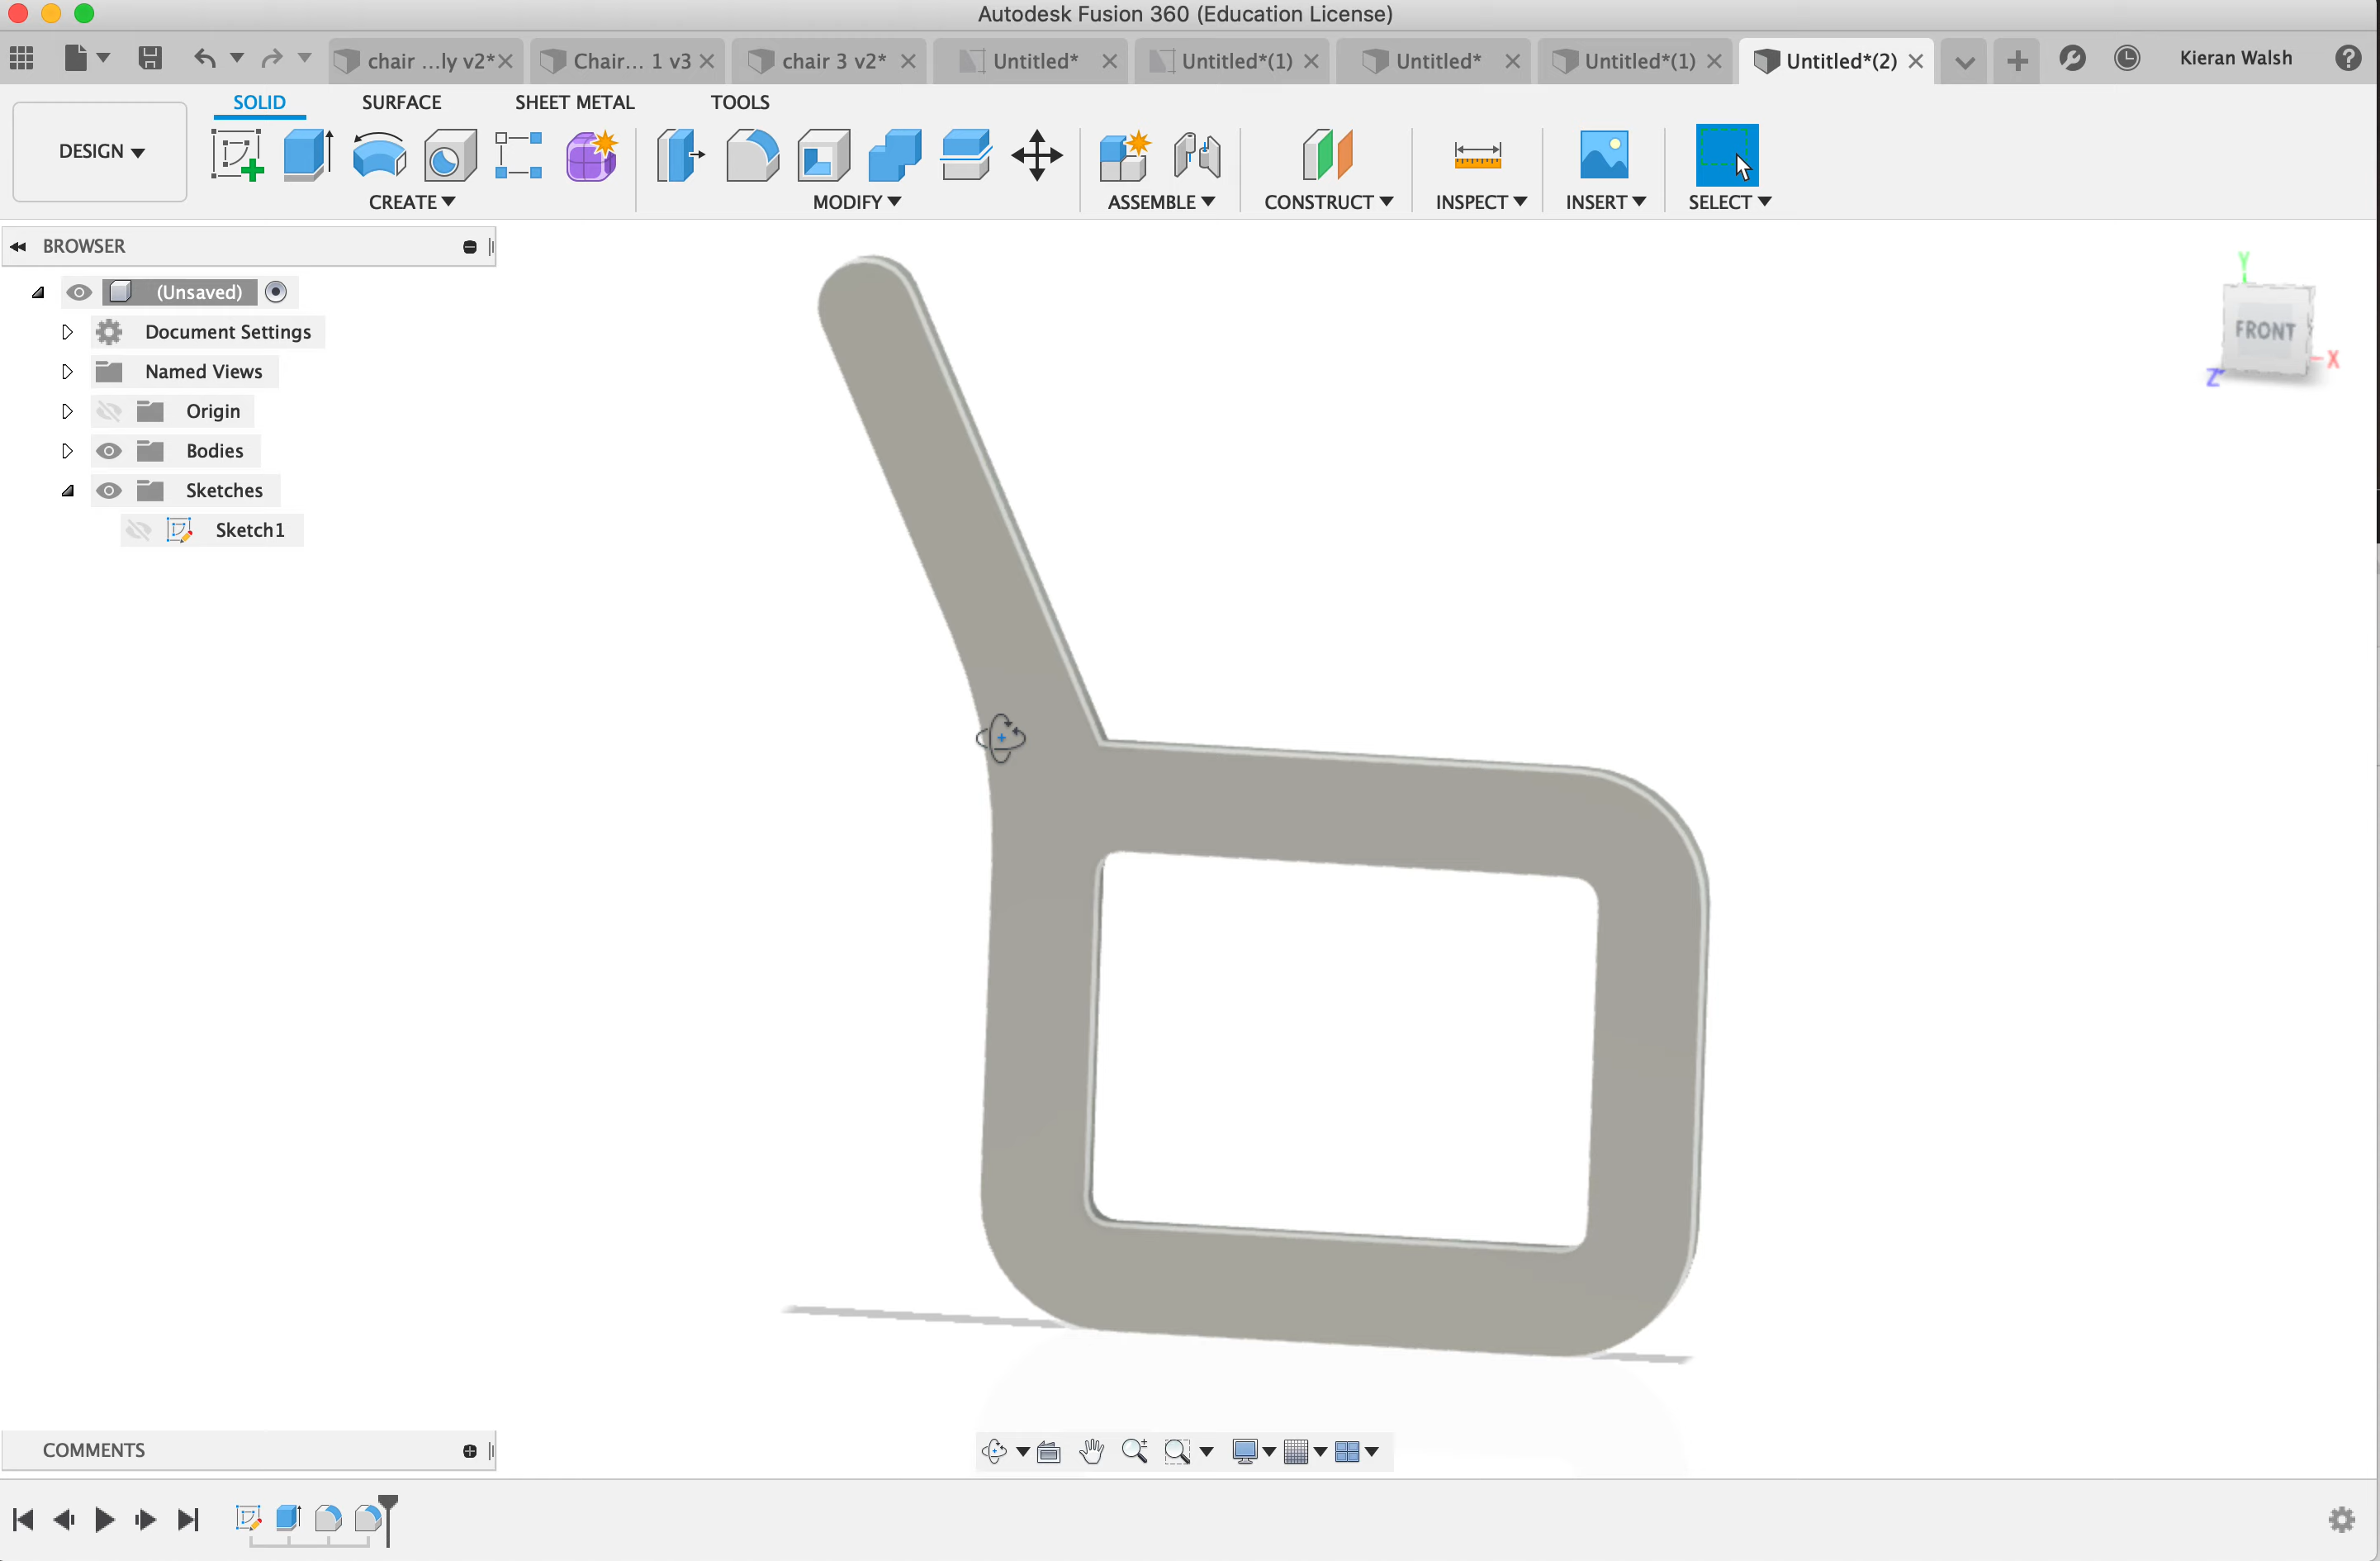 Autodesk Fusion 360 (Education License)
chair ...ly v2*
Chair... 1 v3
chair 3 v2*
Untitled*
Untitled*(1)
Untitled*
Untitled*(1)
Untitled*(2)
Kieran Walsh
DESIGN
SOLID
SURFACE
SHEET METAL
TOOLS
CREATE
MODIFY
ASSEMBLE
CONSTRUCT
INSPECT
INSERT
SELECT
BROWSER
(Unsaved)
Document Settings
Named Views
Origin
Bodies
Sketches
Sketch1
Y
FRONT
X
Z
COMMENTS